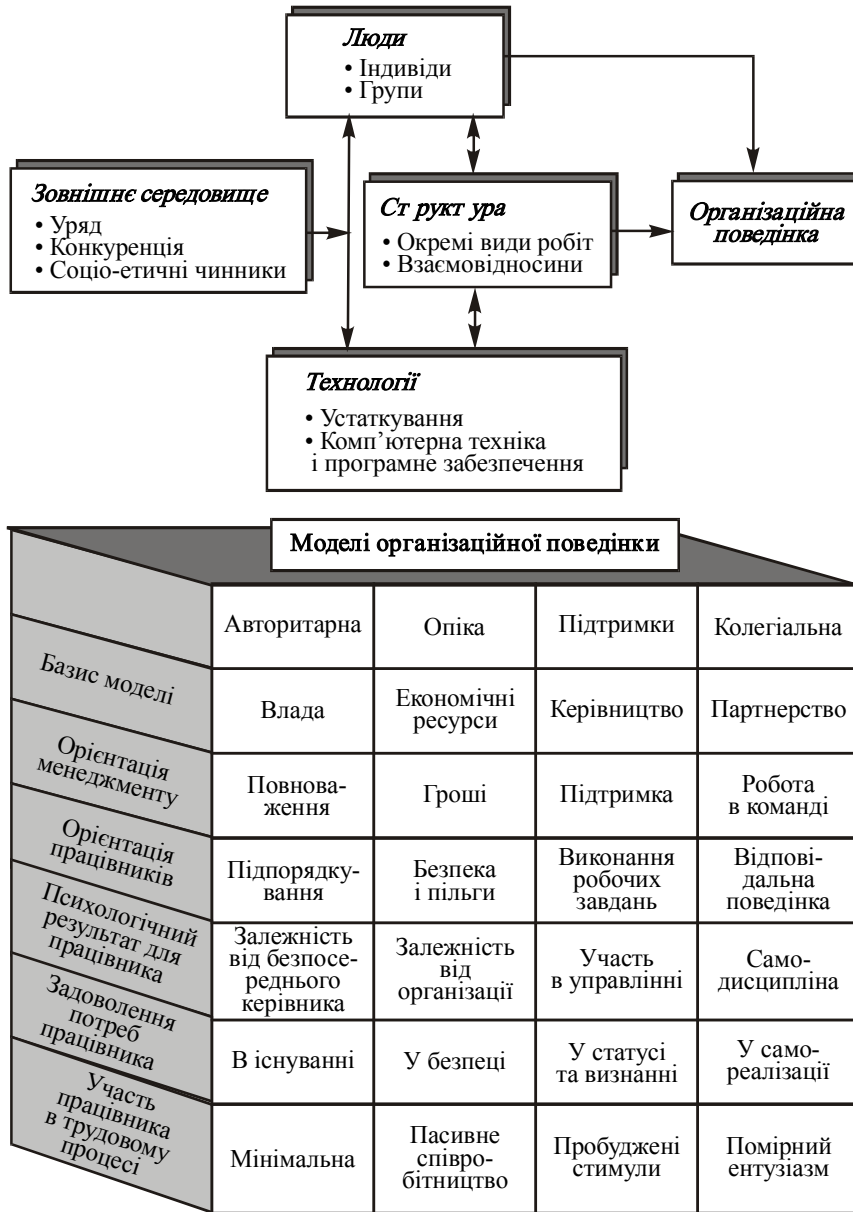 Люди
• Індивіди
• Групи
Зовнішнє середовище
• Уряд
• Конкуренція
• Соціо-етичні чинники
Ст рукт ура
• Окремі види робіт
• Взаємовідносини
Організаційна
поведінка
Технології
• Устаткування
• Комп’ютерна техніка
і програмне забезпечення
Моделі організаційної поведінки
Авторитарна
Опіка
Підтримки
Колегіальна
Базис моделі
Влада
Економічні
ресурси
Керівництво
Партнерство
Орієнтація
менеджменту
Повнова-
ження
Гроші
Підтримка
Робота
в команді
Орієнтація
працівників
Підпорядку-
вання
Безпека
і пільги
Виконання
робочих
завдань
Відпові-
дальна
поведінка
Психологічний
результат для
працівника
Залежність
від безпосе-
реднього
керівника
Залежність
від
організації
Участь
в управлінні
Само-
дисципліна
Задоволення
потреб
працівника
В існуванні
У безпеці
У статусі
та визнанні
У само-
реалізації
Участь
працівника
в трудовому
процесі
Мінімальна
Пасивне
співро-
бітництво
Пробуджені
стимули
Помірний
ентузіазм